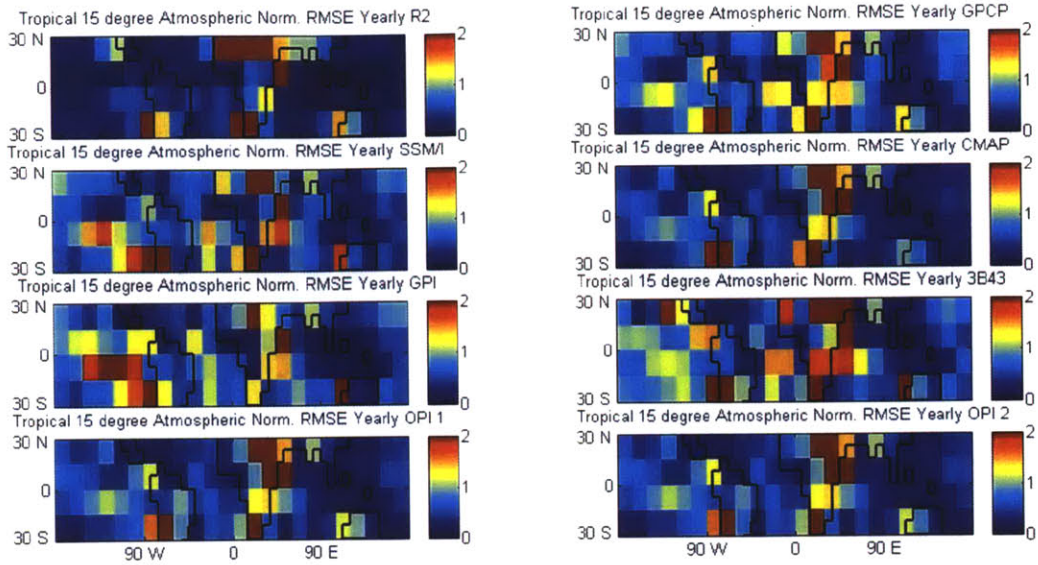 Tropical 15 degree Atmospheric Norm. RMSE Yearly R2
30 N
0
30 S
2
1
0
Tropical 15 degree Atmospheric Norm. RMSE Yearly SSM/I
30 N
0
30 S
2
1
0
Tropical 15 degree Atmospheric Norm. RMSE Yearly GPI
30 N
0
30 S
2
1
0
Tropical 15 degree Atmospheric Norm. RMSE Yearly OPI 1
30 N
0
30 S
90 W 0 90 E
2
1
0
Tropical 15 degree Atmospheric Norm. RMSE Yearly GPCP
30 N
0
30 S
2
1
0
Tropical 15 degree Atmospheric Norm. RMSE Yearly CMAP
30 N
0
30 S
2
1
0
Tropical 15 degree Atmospheric Norm. RMSE Yearly 3B43
30 N
0
30 S
2
1
0
Tropical 15 degree Atmospheric Norm. RMSE Yearly OPI 2
30 N
0
30 S
90 W 0 90 E
2
1
0